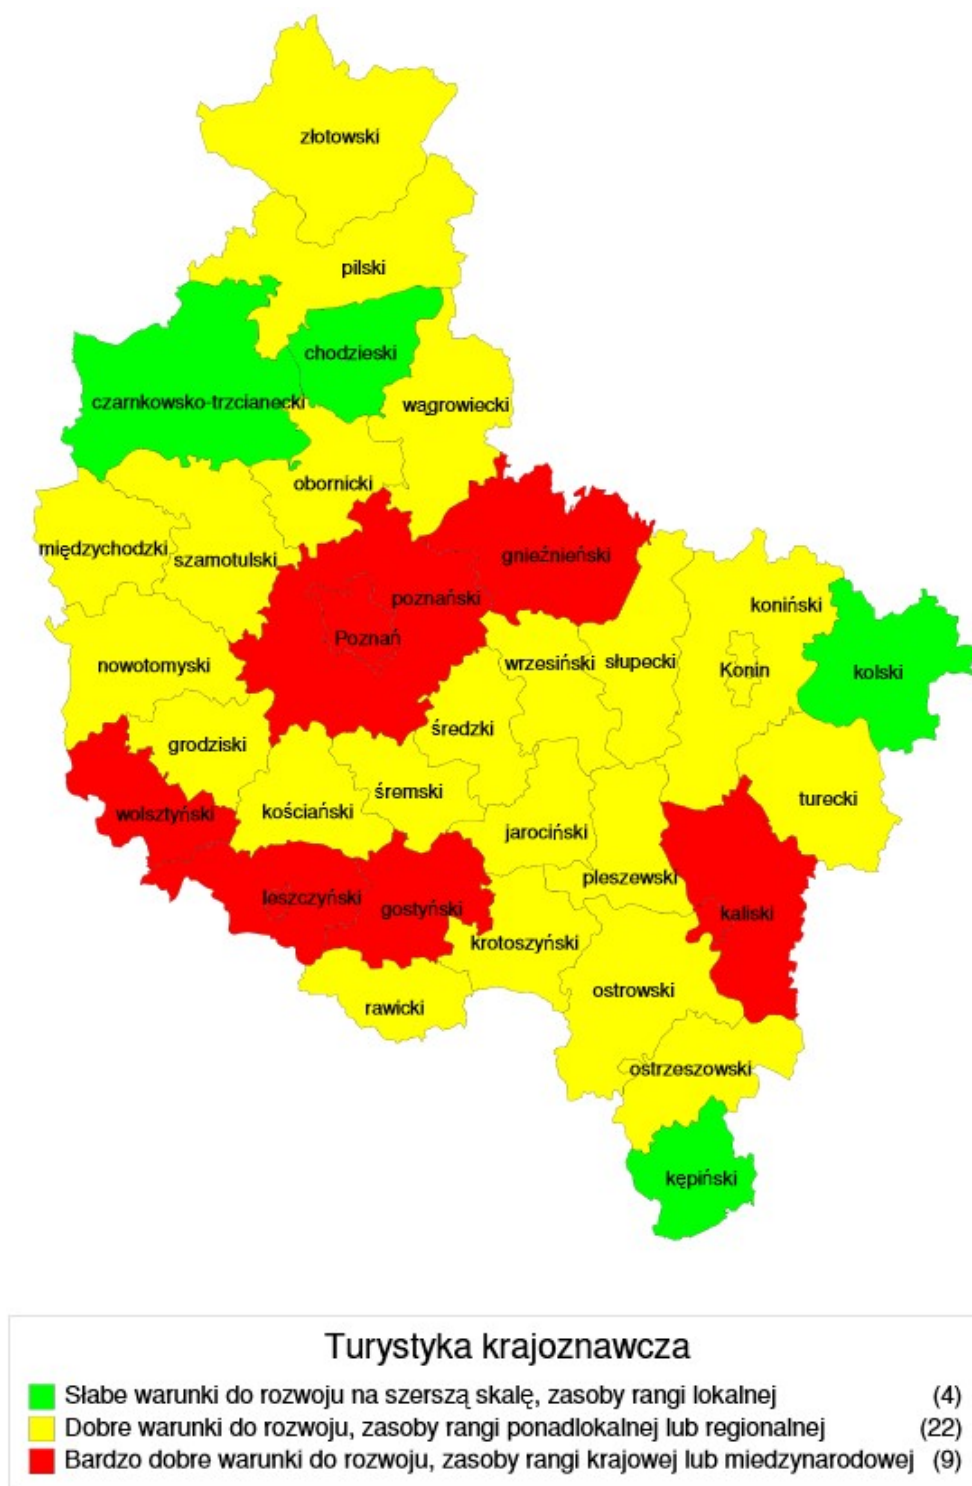 złotowski
pilski
chodzieski
czarnkowsko-trzcianecki
wągrowiecki
obornicki
międzychodzki
szamotulski
gnieźnieński
poznański
Poznań
koniński
nowotomyski
wrzesiński
słupecki
Konin
kolski
średzki
grodziski
śremski
turecki
wolsztyński
kościański
jarociński
pleszewski
leszczyński
gostyński
kaliski
krotoszyński
ostrowski
rawicki
ostrzeszowski
kępiński
Turystyka krajoznawcza
Słabe warunki do rozwoju na szerszą skalę, zasoby rangi lokalnej (4)
Dobre warunki do rozwoju, zasoby rangi ponadlokalnej lub regionalnej (22)
Bardzo dobre warunki do rozwoju, zasoby rangi krajowej lub miedzynarodowej (9)